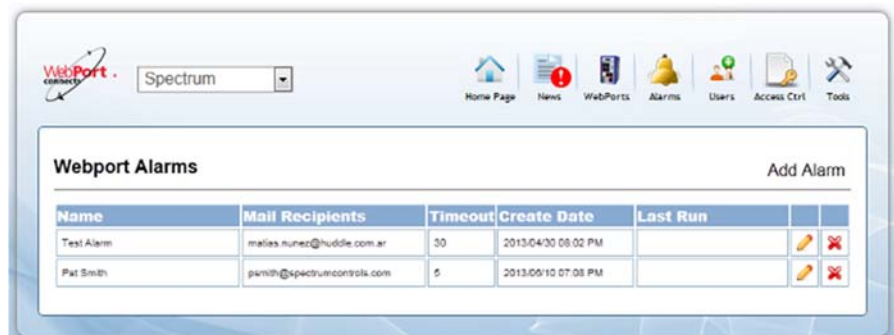 WebPort.
connects
Spectrum
Home Page News WebPorts Alarms Users Access Ctrl Tools
Webport Alarms
Add Alarm
Name Mail Recipients Timeout Create Date Last Run
Test Alarm matias.nunez@huddle.com.ar 30 2013/04/30 08:02 PM
Pat Smith psmith@spectrumcontrols.com 5 2013/06/10 07:08 PM